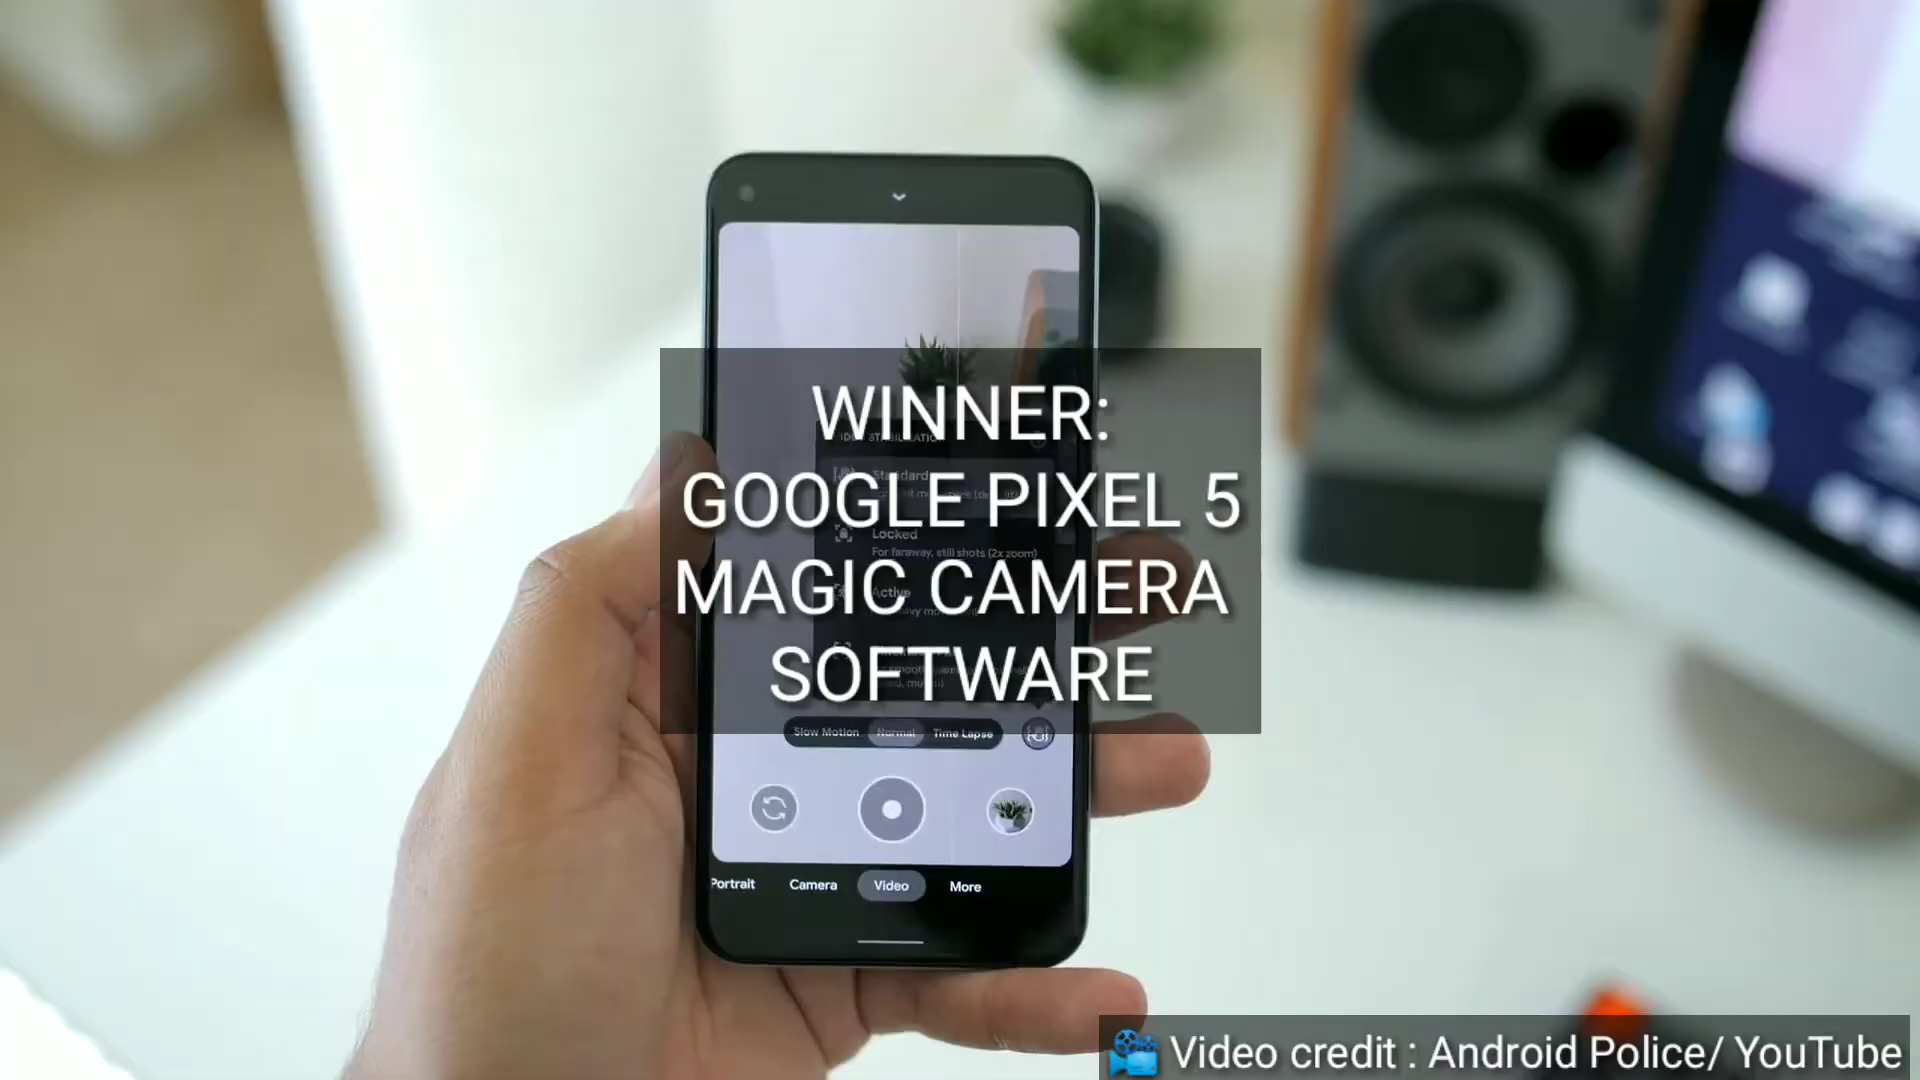 WINNER:
GOOGLE PIXEL 5
MAGIC CAMERA
SOFTWARE
Standard
Locked
For faraway, still shots (2x zoom)
Active
Slow Motion Normal Time Lapse
Portrait Camera Video More
Video credit : Android Police/ YouTube